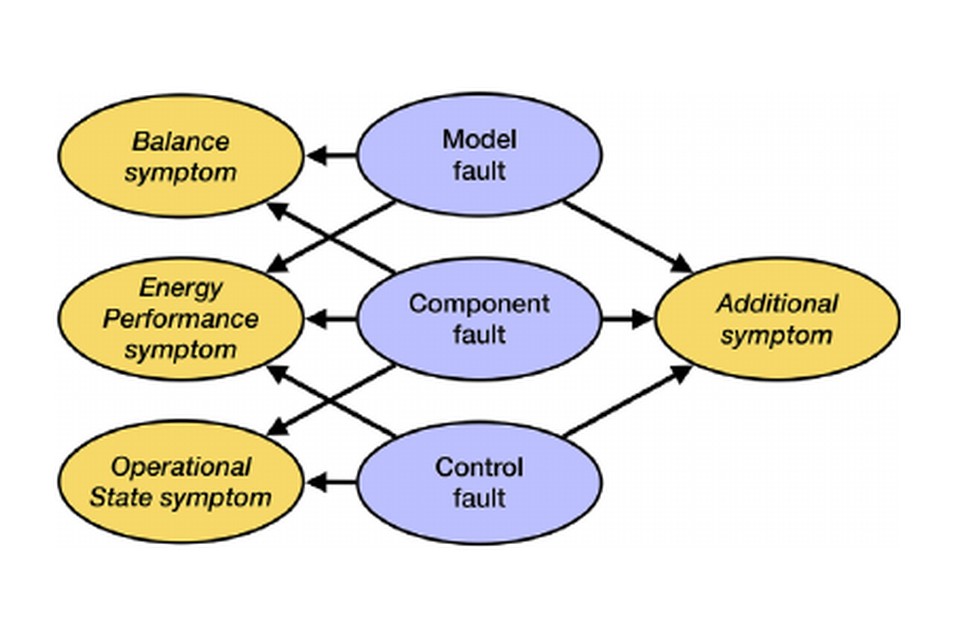 Balance
symptom
Model
fault
Energy
Performance
symptom
Component
fault
Additional
symptom
Operational
State symptom
Control
fault